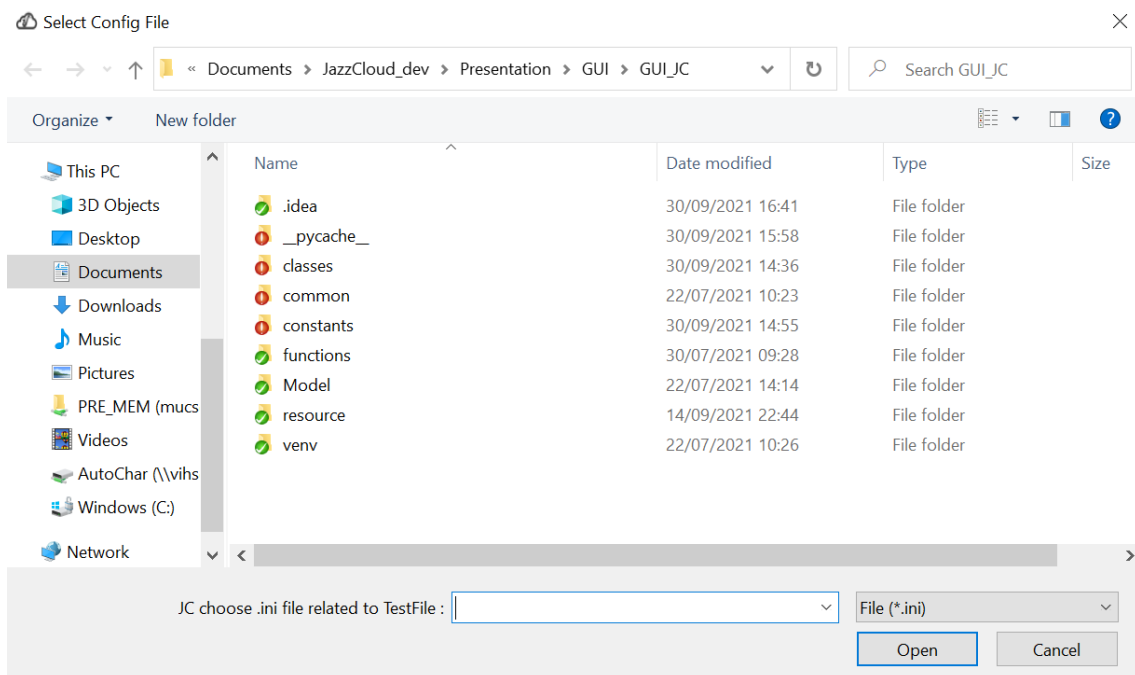 Select Config File
« Documents > JazzCloud_dev > Presentation > GUI > GUI_JC
Search GUI_JC
Organize
New folder
?
This PC
3D Objects
Desktop
Documents
Downloads
Music
Pictures
PRE_MEM (mucs
Videos
AutoChar (\\vihs
Windows (C:)
Network
Name Date modified Type Size
.idea 30/09/2021 16:41 File folder
__pycache__ 30/09/2021 15:58 File folder
classes 30/09/2021 14:36 File folder
common 22/07/2021 10:23 File folder
constants 30/09/2021 14:55 File folder
functions 30/07/2021 09:28 File folder
Model 22/07/2021 14:14 File folder
resource 14/09/2021 22:44 File folder
venv 22/07/2021 10:26 File folder
JC choose .ini file related to TestFile :
File (*.ini)
Open
Cancel